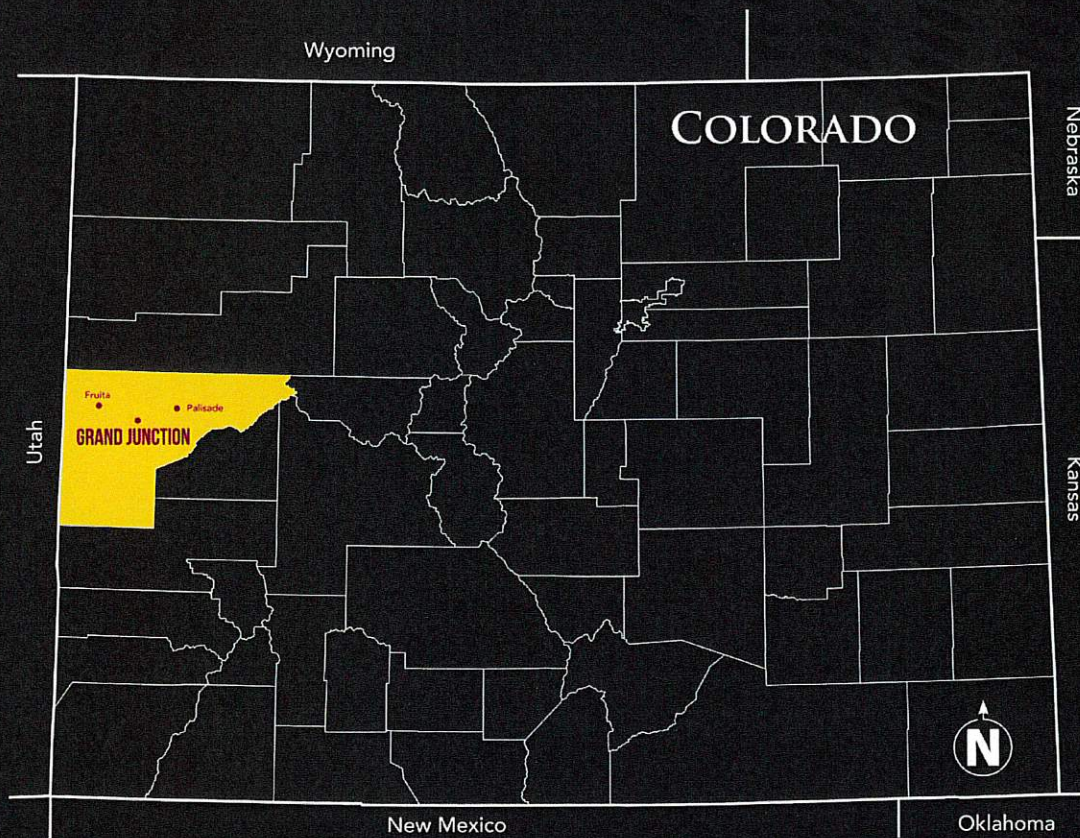 Wyoming
COLORADO
Nebraska
Fruita
Palisade
GRAND JUNCTION
Utah
Kansas
N
New Mexico
Oklahoma